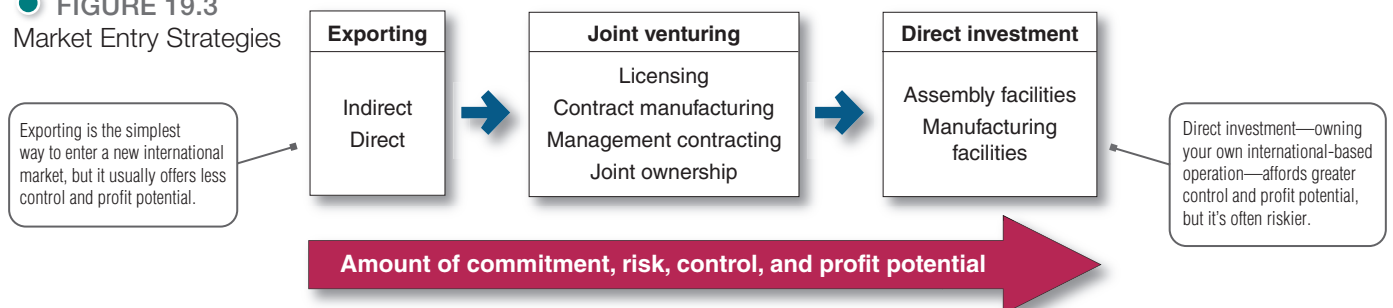 FIGURE 19.3
Market Entry Strategies
Exporting is the simplest
way to enter a new international
market, but it usually offers less
control and profit potential.
Exporting
Indirect
Direct
Joint venturing
Licensing
Contract manufacturing
Management contracting
Joint ownership
Direct investment
Assembly facilities
Manufacturing
facilities
Direct investment—owning
your own international-based
operation—affords greater
control and profit potential,
but it's often riskier.
Amount of commitment, risk, control, and profit potential